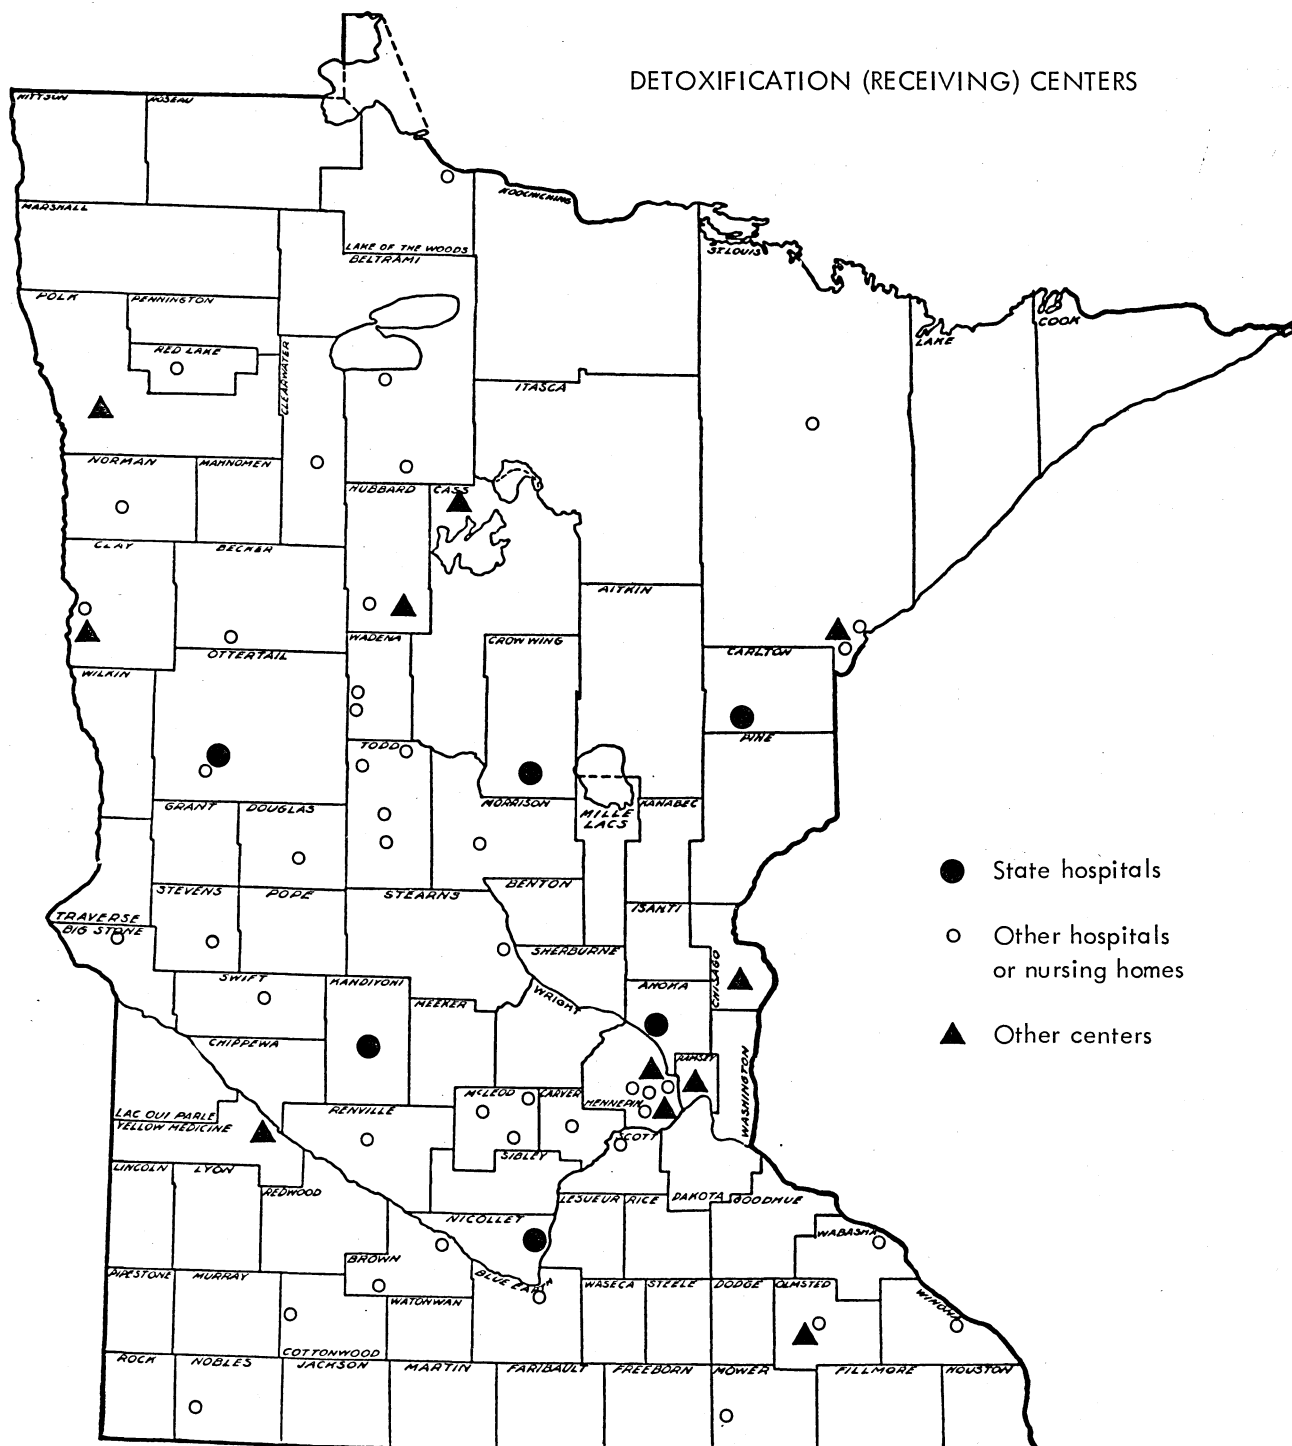 DETOXIFICATION (RECEIVING) CENTERS
KITTSON
ROSEAU
KOOCHICHING
MARSHALL
LAKE OF THE WOODS
ST.LOUIS
BELTRAMI
POLK
PENNINGTON
COOK
LAKE
RED LAKE
CLEARWATER
ITASCA
NORMAN
MAHNOMEN
HUBBARD
CASS
CLAY
BECKER
AITKIN
WADENA
CROW WING
OTTERTAIL
CARLTON
WILKIN
PINE
TODD
GRANT
DOUGLAS
MORRISON
MILLE
LACS
KANABEC
State hospitals
STEVENS
POPE
STEARNS
BENTON
TRAVERSE
BIG STONE
ISANTI
Other hospitals
or nursing homes
SHERBURNE
SWIFT
KANDIYOHI
MEEKER
WRIGHT
ANOKA
CHISAGO
Other centers
CHIPPEWA
RAMSEY
WASHINGTON
LAC QUI PARLE
YELLOW MEDICINE
RENVILLE
McLEOD
CARVER
HENNEPIN
SCOTT
LINCOLN
LYON
REDWOOD
SIBLEY
LESUEUR
RICE
DAKOTA
GOODHUE
NICOLLET
WABASHA
BROWN
PIPESTONE
MURRAY
BLUE EARTH
WASECA
STEELE
DODGE
OLMSTED
WATONWAN
WINONA
COTTONWOOD
ROCK
NOBLES
JACKSON
MARTIN
FARIBAULT
FREEBORN
MOWER
FILLMORE
HOUSTON